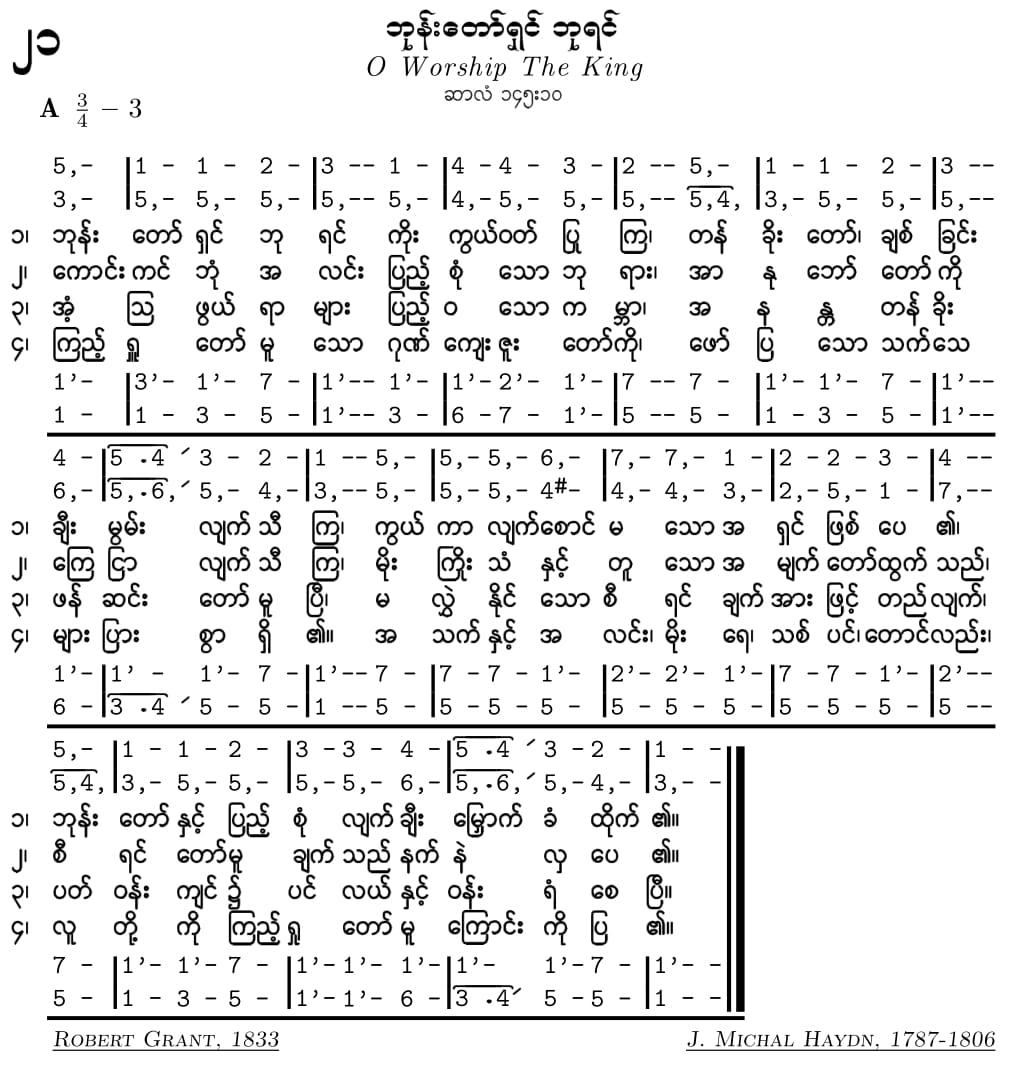 ၂၁
ဘုန်းတော်ရှင် ဘုရင်
O Worship The King
ဆာလံ ၁၄၅း၁၀
A 3/4 – 3
5,- |1 - 1 - 2 - |3 -- 1 - |4 - 4 - 3 - |2 -- 5,- |1 - 1 - 2 - |3 --
3,- |5,- 5,- 5,- |5,-- 5,- |4,- 5,- 5,- |5,-- 5,4, |3,- 5,- 5,- |5,--
၁၊ ဘုန်း တော် ရှင် ဘု ရင် ကိုး ကွယ်ဝတ် ပြု ကြ၊ တန် ခိုး တော်၊ ချစ် ခြင်း
၂၊ ကောင်း ကင် ဘုံ အ လင်း ပြည့် စုံ သော ဘု ရား၊ အာ နု ဘော် တော် ကို
၃၊ အံ့ သြ ဖွယ် ရာ များ ပြည့် ဝ သော က မ္ဘာ၊ အ န န္တ တန် ခိုး
၄၊ ကြည့် ရှု တော် မူ သော ဂုဏ် ကျေး ဇူး တော်ကို၊ ဖော် ပြ သော သက်သေ
1’- |3’- 1’- 7 - |1’-- 1’- |1’- 2’- 1’- |7 -- 7 - |1’- 1’- 7 - |1’--
1 - |1 - 3 - 5 - |1’-- 3 - |6 - 7 - 1’- |5 -- 5 - |1 - 3 - 5 - |1’--
4 - |5 .4 ′ 3 - 2 - |1 -- 5,- |5,- 5,- 6,- |7,- 7,- 1 - |2 - 2 - 3 - |4 --
6,- |5,.6,′ 5,- 4,- |3,-- 5,- |5,- 5,- 4#- |4,- 4,- 3,- |2,- 5,- 1 - |7,--
၁၊ ချီး မွမ်း လျက် သီ ကြ၊ ကွယ် ကာ လျက်စောင် မ သော အ ရှင် ဖြစ် ပေ ၏၊
၂၊ ကြေ ငြာ လျက် သီ ကြ၊ မိုး ကြိုး သံ နှင့် တူ သော အ မျက် တော်ထွက် သည်၊
၃၊ ဖန် ဆင်း တော် မူ ပြီ၊ မ လွှဲ နိုင် သော စီ ရင် ချက် အား ဖြင့် တည် လျက်၊
၄၊ များ ပြား စွာ ရှိ ၏။ အ သက် နှင့် အ လင်း၊ မိုး ရေ၊ သစ် ပင်၊ တောင်လည်း၊
1’- |1’ - 1’- 7 - |1’-- 7 - |7 - 7 - 1’- |2’- 2’- 1’- |7 - 7 - 1’- |2’--
6 - |3 .4 ′ 5 - 5 - |1 -- 5 - |5 - 5 - 5 - |5 - 5 - 5 - |5 - 5 - 5 - |5 --
5,- |1 - 1 - 2 - |3 - 3 - 4 - |5 .4 ′ 3 - 2 - |1 - -
5,4, |3,- 5,- 5,- |5,- 5,- 6,- |5,.6,′ 5,- 4,- |3,- -
၁၊ ဘုန်း တော် နှင့် ပြည့် စုံ လျက် ချီး မြှောက် ခံ ထိုက် ၏။
၂၊ စီ ရင် တော်မူ ချက် သည် နက် နဲ လှ ပေ ၏။
၃၊ ပတ် ဝန်း ကျင် ၌ ပင် လယ် နှင့် ဝန်း ရံ စေ ပြီ။
၄၊ လူ တို့ ကို ကြည့် ရှု တော် မူ ကြောင်း ကို ပြ ၏။
7 - |1’- 1’- 7 - |1’- 1’- 1’- |1’- 1’- 7 - |1’- -
5 - |1 - 3 - 5 - |1’- 1’- 6 - |3 .4′ 5 - 5 - |1 - -
ROBERT GRANT, 1833
J. MICHAL HAYDN, 1787-1806